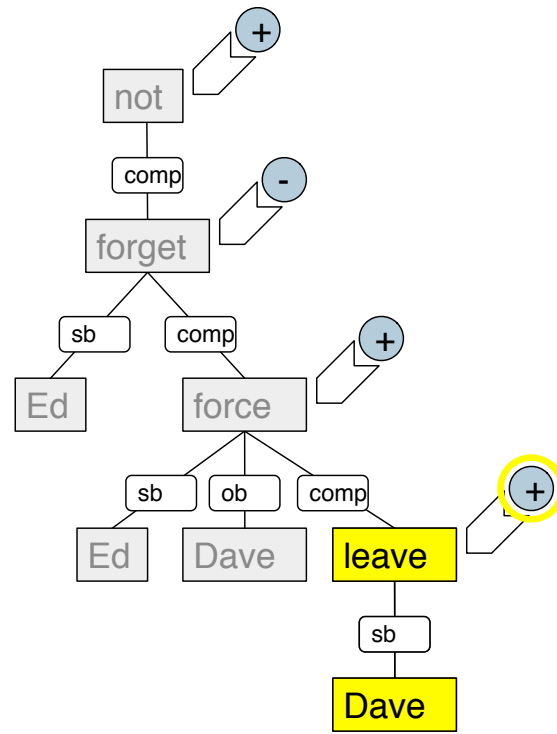 +
not
comp
-
forget
sb comp
+
Ed force
sb ob comp
+
Ed Dave leave
sb
Dave